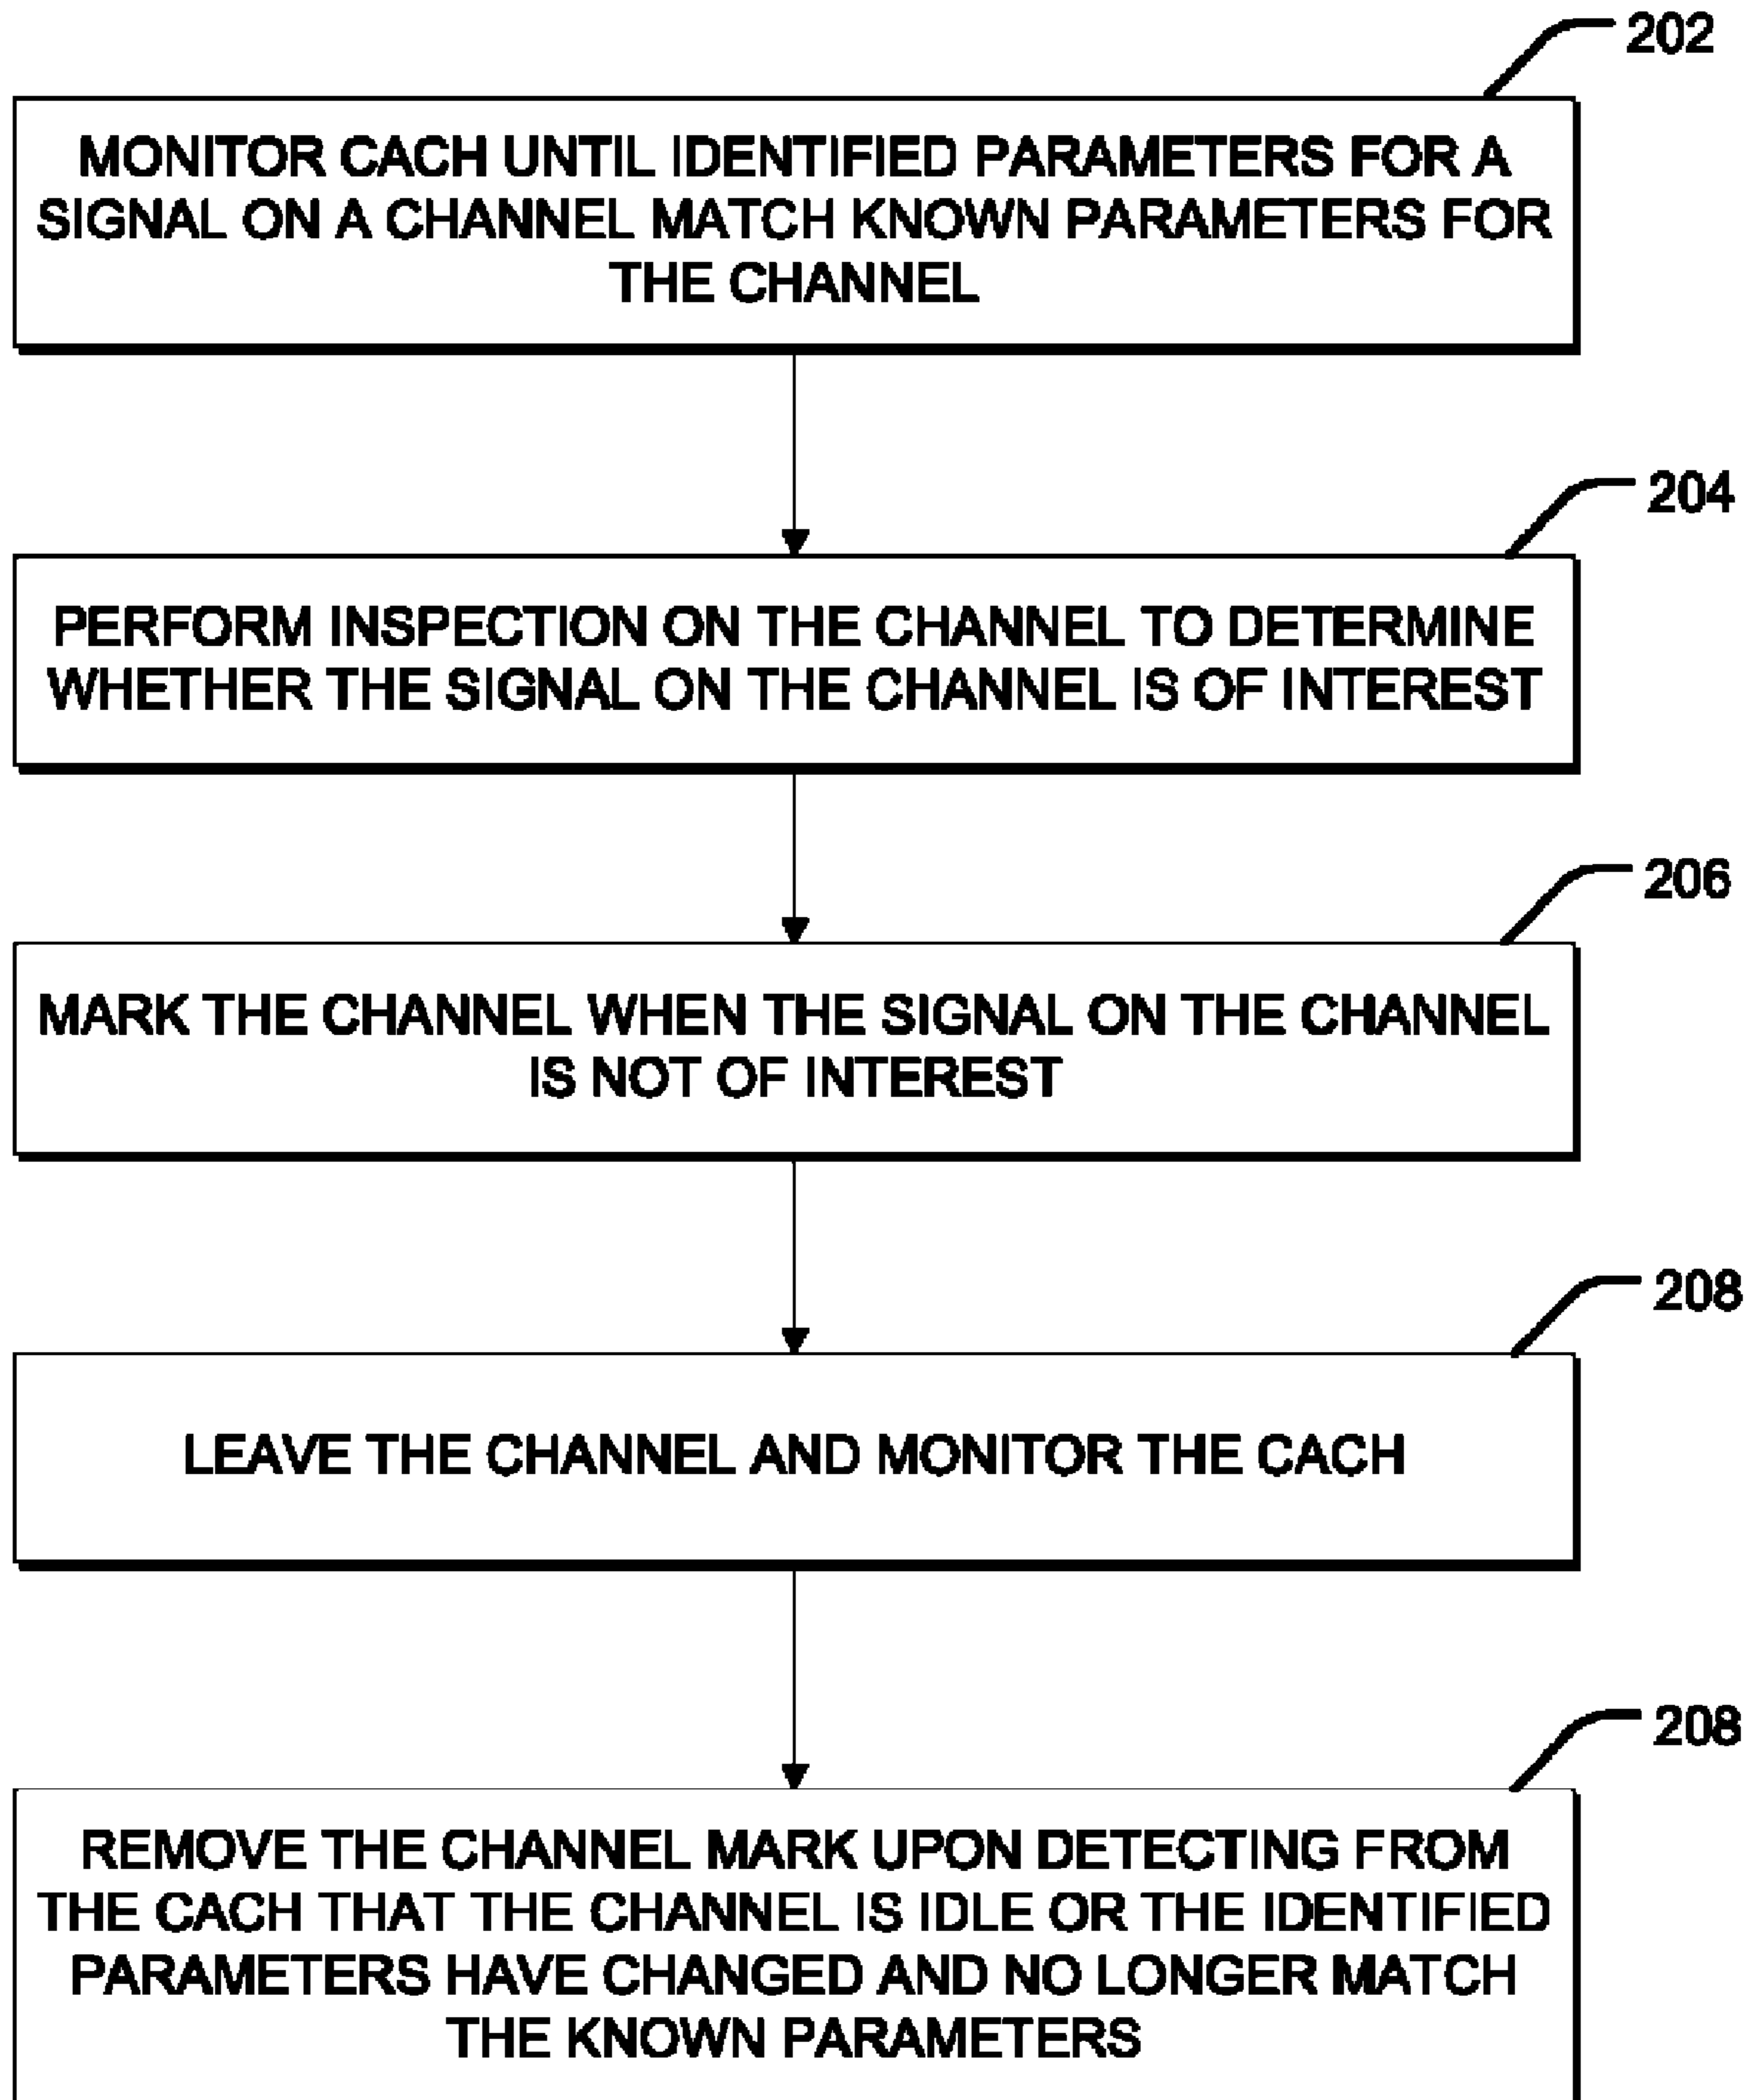 202
MONITOR CACH UNTIL IDENTIFIED PARAMETERS FOR A
SIGNAL ON A CHANNEL MATCH KNOWN PARAMETERS FOR
THE CHANNEL
204
PERFORM INSPECTION ON THE CHANNEL TO DETERMINE
WHETHER THE SIGNAL ON THE CHANNEL IS OF INTEREST
206
MARK THE CHANNEL WHEN THE SIGNAL ON THE CHANNEL
IS NOT OF INTEREST
208
LEAVE THE CHANNEL AND MONITOR THE CACH
208
REMOVE THE CHANNEL MARK UPON DETECTING FROM
THE CACH THAT THE CHANNEL IS IDLE OR THE IDENTIFIED
PARAMETERS HAVE CHANGED AND NO LONGER MATCH
THE KNOWN PARAMETERS